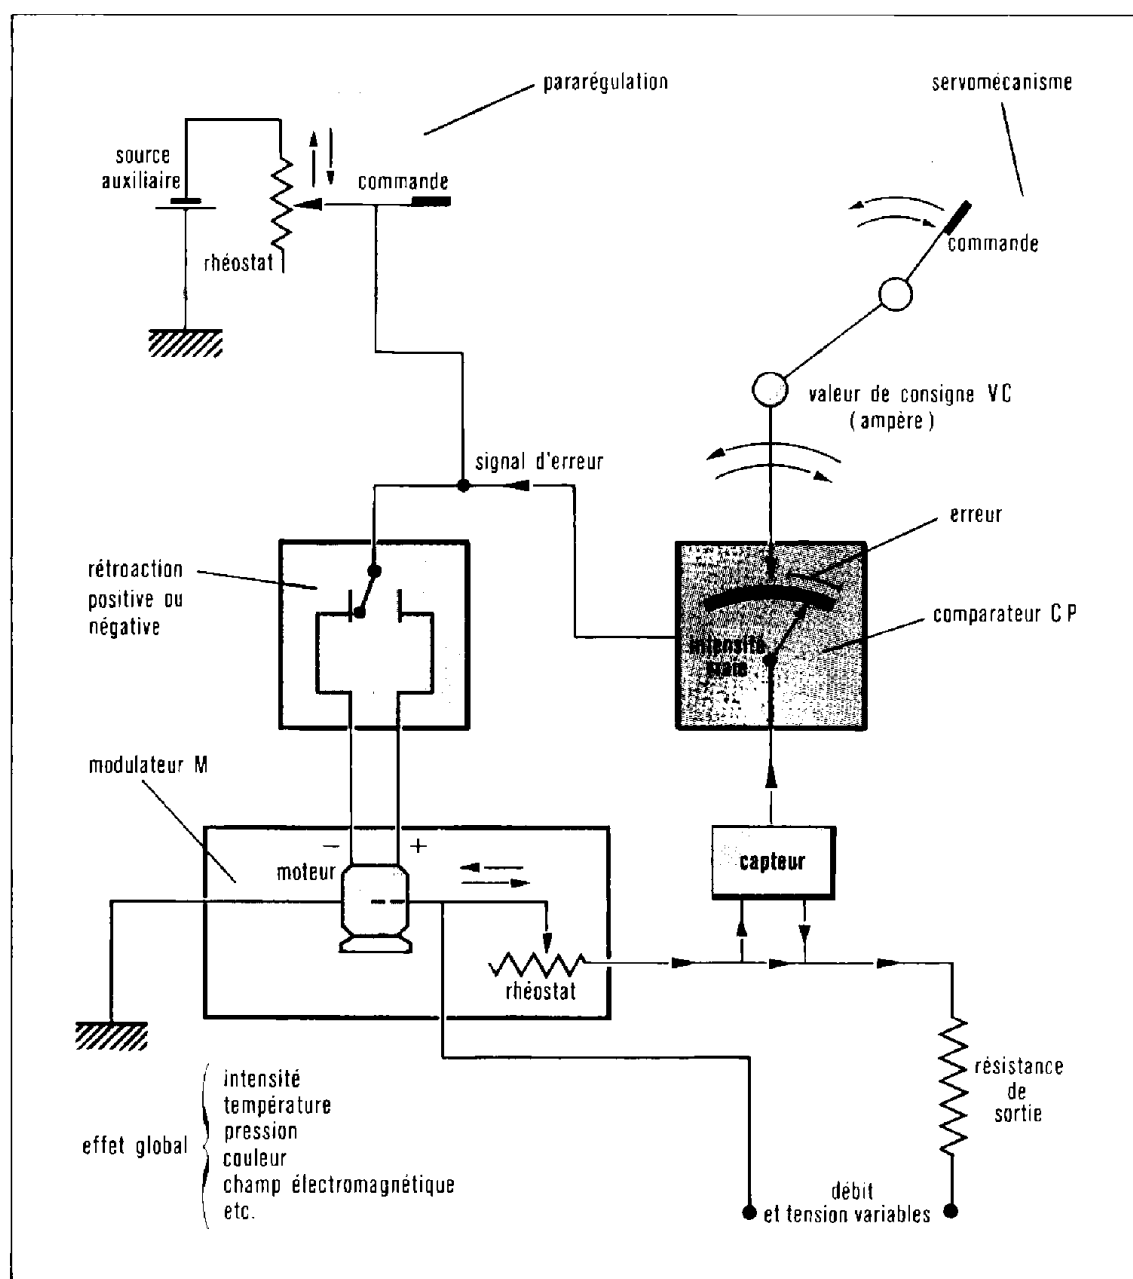 pararégulation
servomécanisme
source
auxiliaire
commande
rhéostat
commande
valeur de consigne VC
(ampère)
signal d'erreur
erreur
rétroaction
positive ou
négative
comparateur CP
intensité
vraie
modulateur M
− +
moteur
capteur
rhéostat
résistance
de
sortie
effet global
intensité
température
pression
couleur
champ électromagnétique
etc.
débit
et tension variables